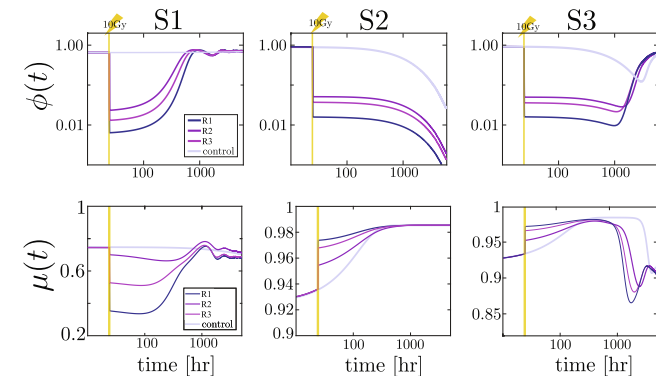 S1 S2 S3
10Gy 10Gy 10Gy
ϕ(t)
1.00 1.00 1.00
0.01 0.01 0.01
R1
R2
R3
control
100 1000 100 1000 100 1000
μ(t)
1 1 1
0.6 0.98 0.95
0.2 0.96 0.9
0.94 0.85
0.92
0.9
R1
R2
R3
control
100 1000 100 1000 100 1000
time [hr] time [hr] time [hr]